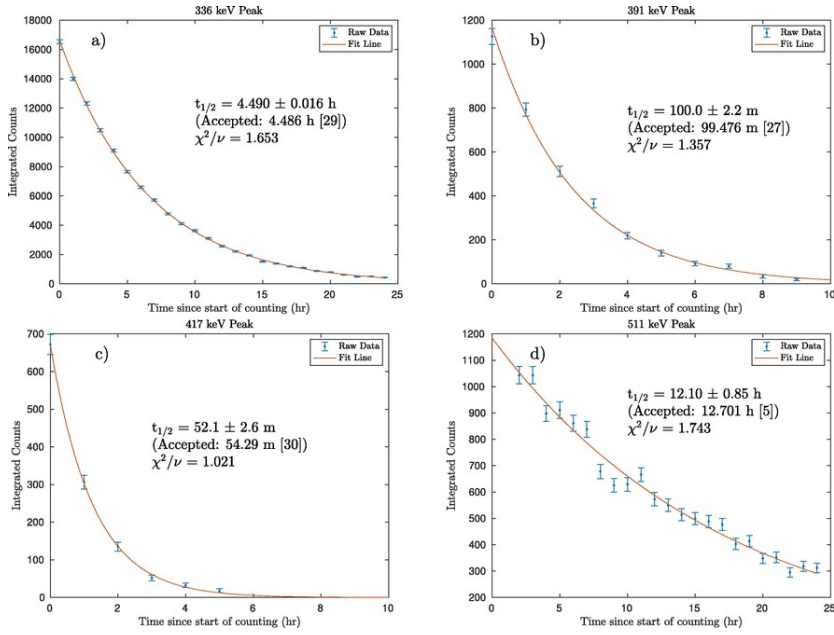 336 keV Peak
18000
16000
14000
12000
10000
8000
6000
4000
2000
0
0 5 10 15 20 25
Integrated Counts
Time since start of counting (hr)
a)
Raw Data
Fit Line
t1/2 = 4.490 ± 0.016 h
(Accepted: 4.486 h [29])
χ²/ν = 1.653
391 keV Peak
1200
1000
800
600
400
200
0
0 2 4 6 8 10
Integrated Counts
Time since start of counting (hr)
b)
Raw Data
Fit Line
t1/2 = 100.0 ± 2.2 m
(Accepted: 99.476 m [27])
χ²/ν = 1.357
417 keV Peak
700
600
500
400
300
200
100
0
0 2 4 6 8 10
Integrated Counts
Time since start of counting (hr)
c)
Raw Data
Fit Line
t1/2 = 52.1 ± 2.6 m
(Accepted: 54.29 m [30])
χ²/ν = 1.021
511 keV Peak
1200
1100
1000
900
800
700
600
500
400
300
200
0 5 10 15 20 25
Integrated Counts
Time since start of counting (hr)
d)
Raw Data
Fit Line
t1/2 = 12.10 ± 0.85 h
(Accepted: 12.701 h [5])
χ²/ν = 1.743